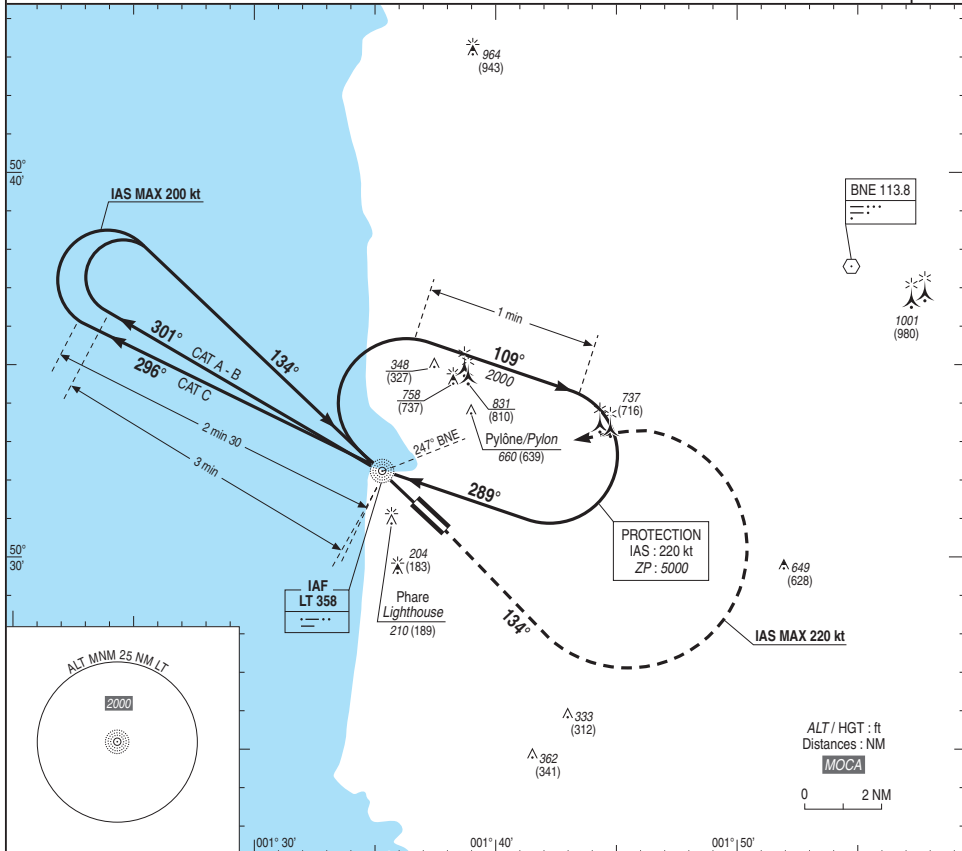 964
(943)
50°
40'
IAS MAX 200 kt
BNE 113.8
1001
(980)
1 min
109°
2000
301° CAT A - B
134°
296° CAT C
348
(327)
758
(737)
831
(810)
737
(716)
247° BNE
Pylône/Pylon
660 (639)
2 min 30
3 min
289°
PROTECTION
IAS : 220 kt
ZP : 5000
50°
30'
204
(183)
649
(628)
IAF
LT 358
Phare
Lighthouse
210 (189)
134°
IAS MAX 220 kt
ALT MNM 25 NM LT
2000
333
(312)
362
(341)
ALT / HGT : ft
Distances : NM
MOCA
0 2 NM
001° 30'
001° 40'
001° 50'